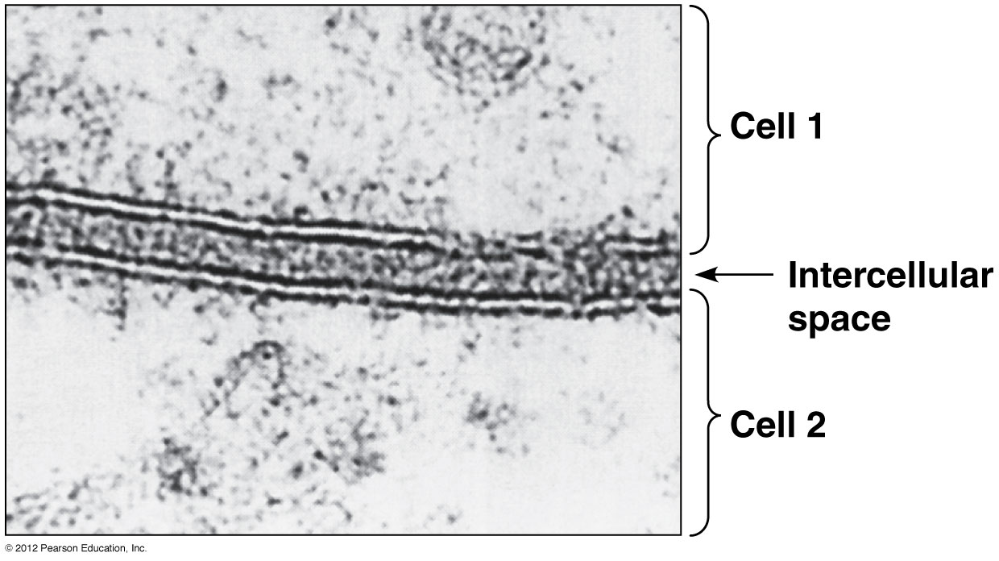 Cell 1
Intercellular
space
Cell 2
© 2012 Pearson Education, Inc.